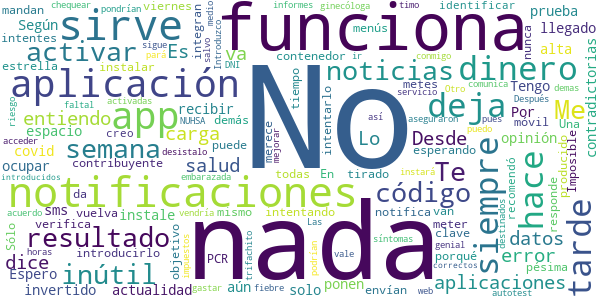 chequear
pondrían
viernes
informes
ginecóloga
timo
identificar
mandan
Según
intentes
sirve
medio
sigue
salvo
Introduzco
integran
funciona
menús
prueba
llegado
nunca
contradictorias
activar
Es
va
contenedor
ir
conmigo
alta
estrella
instalar
para
DNI
noticias
dinero
metes
Otro
comunica
demas
Tengo
Después
aplicación
No
servicio
activadas
faltal
riesgo
NUHSA
app
recibir
demás
tiempo
intentarlo
deja
aseguraron
pues
Por
móvil
Una
Me
entiendo
espacio
creo
carga
merece
mejorar
Lo
así
Desde
puedo
opinión
acceder
desistalo
puede
covid
semana
contribuyente
salud
esperando
recomendó
siempre
hace
producido
Imposible
tarde
ocupar
embarazada
todas
En
tirado
Te
instará
responde
introducidos
notificaciones
código
da
acuerdo
sms
vuelva
vendría
mismo
intentando
Las
notifica
van
Sólo
verifica
instale
nada
meter
clave
porqué
genial
correctos
destinados
datos
horas
resultado
introducirlo
objetivo
Impuestos
trifachito
podrían
síntomas
error
dice
PCR
vale
pésima
Espero
inútil
aún
fiebre
ponen
aplicaciones
invertido
actualidad
gastar
solo
envían
web
autotest